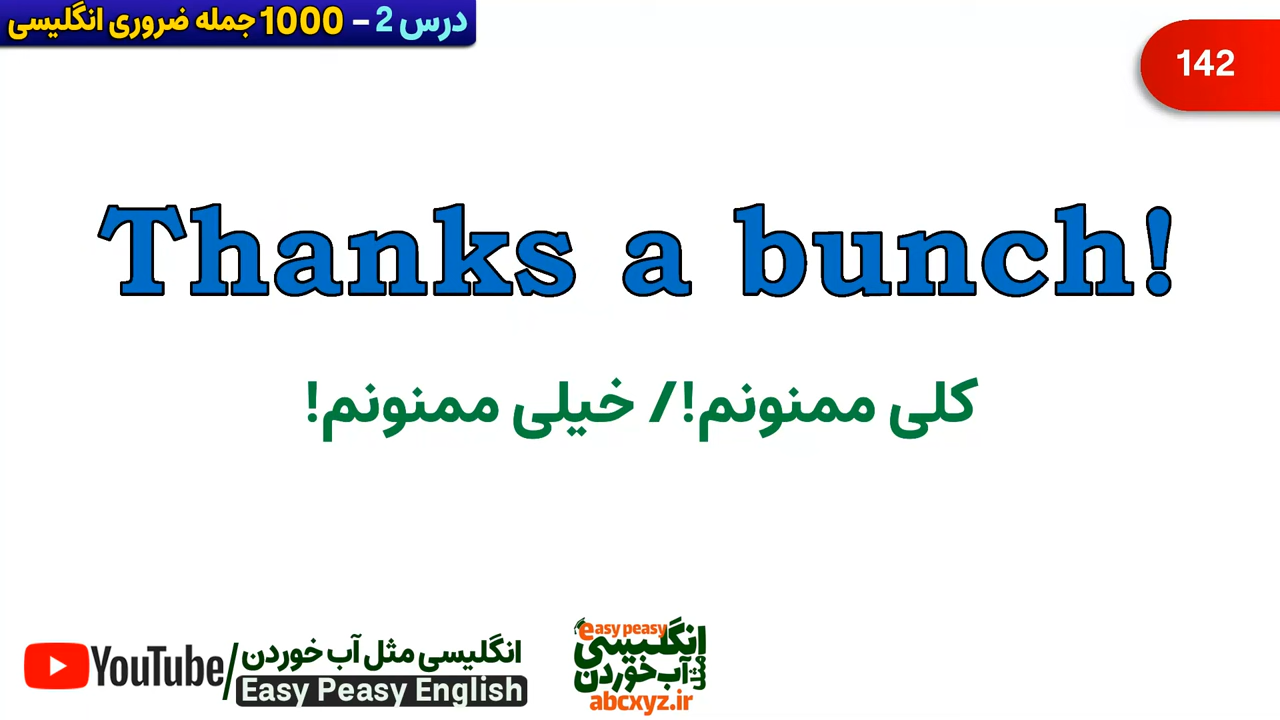 درس 2 – 1000 جمله ضروری انگلیسی
142
Thanks a bunch!
کلی ممنونم!/ خیلی ممنونم!
YouTube/انگلیسی مثل آب خوردن
Easy Peasy English
easy peasy
انگلیسی
مثل آب خوردن
abcxyz.ir